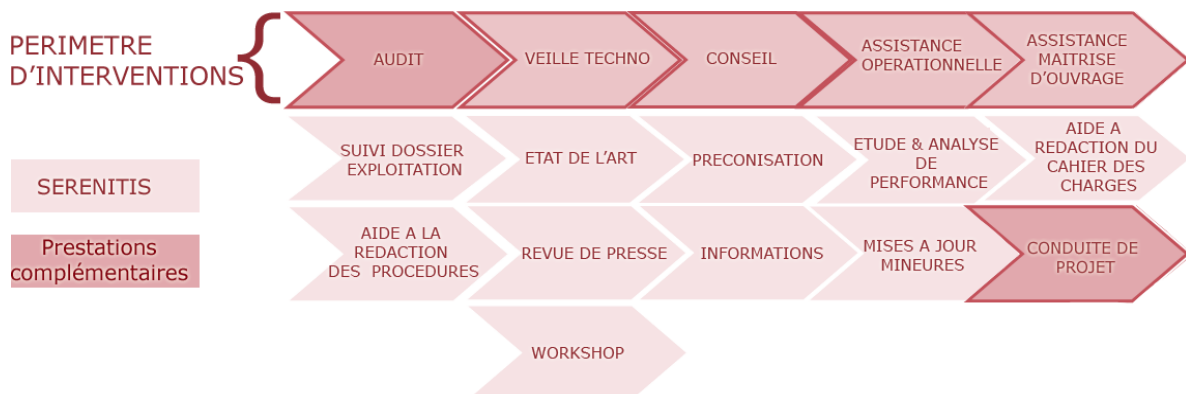 PERIMETRE
D'INTERVENTIONS
AUDIT
VEILLE TECHNO
CONSEIL
ASSISTANCE
OPERATIONNELLE
ASSISTANCE
MAITRISE
D'OUVRAGE
SERENITIS
SUIVI DOSSIER
EXPLOITATION
ETAT DE L'ART
PRECONISATION
ETUDE & ANALYSE
DE
PERFORMANCE
AIDE A
REDACTION DU
CAHIER DES
CHARGES
Prestations
complémentaires
AIDE A LA
REDACTION
DES PROCEDURES
REVUE DE PRESSE
INFORMATIONS
MISES A JOUR
MINEURES
CONDUITE DE
PROJET
WORKSHOP